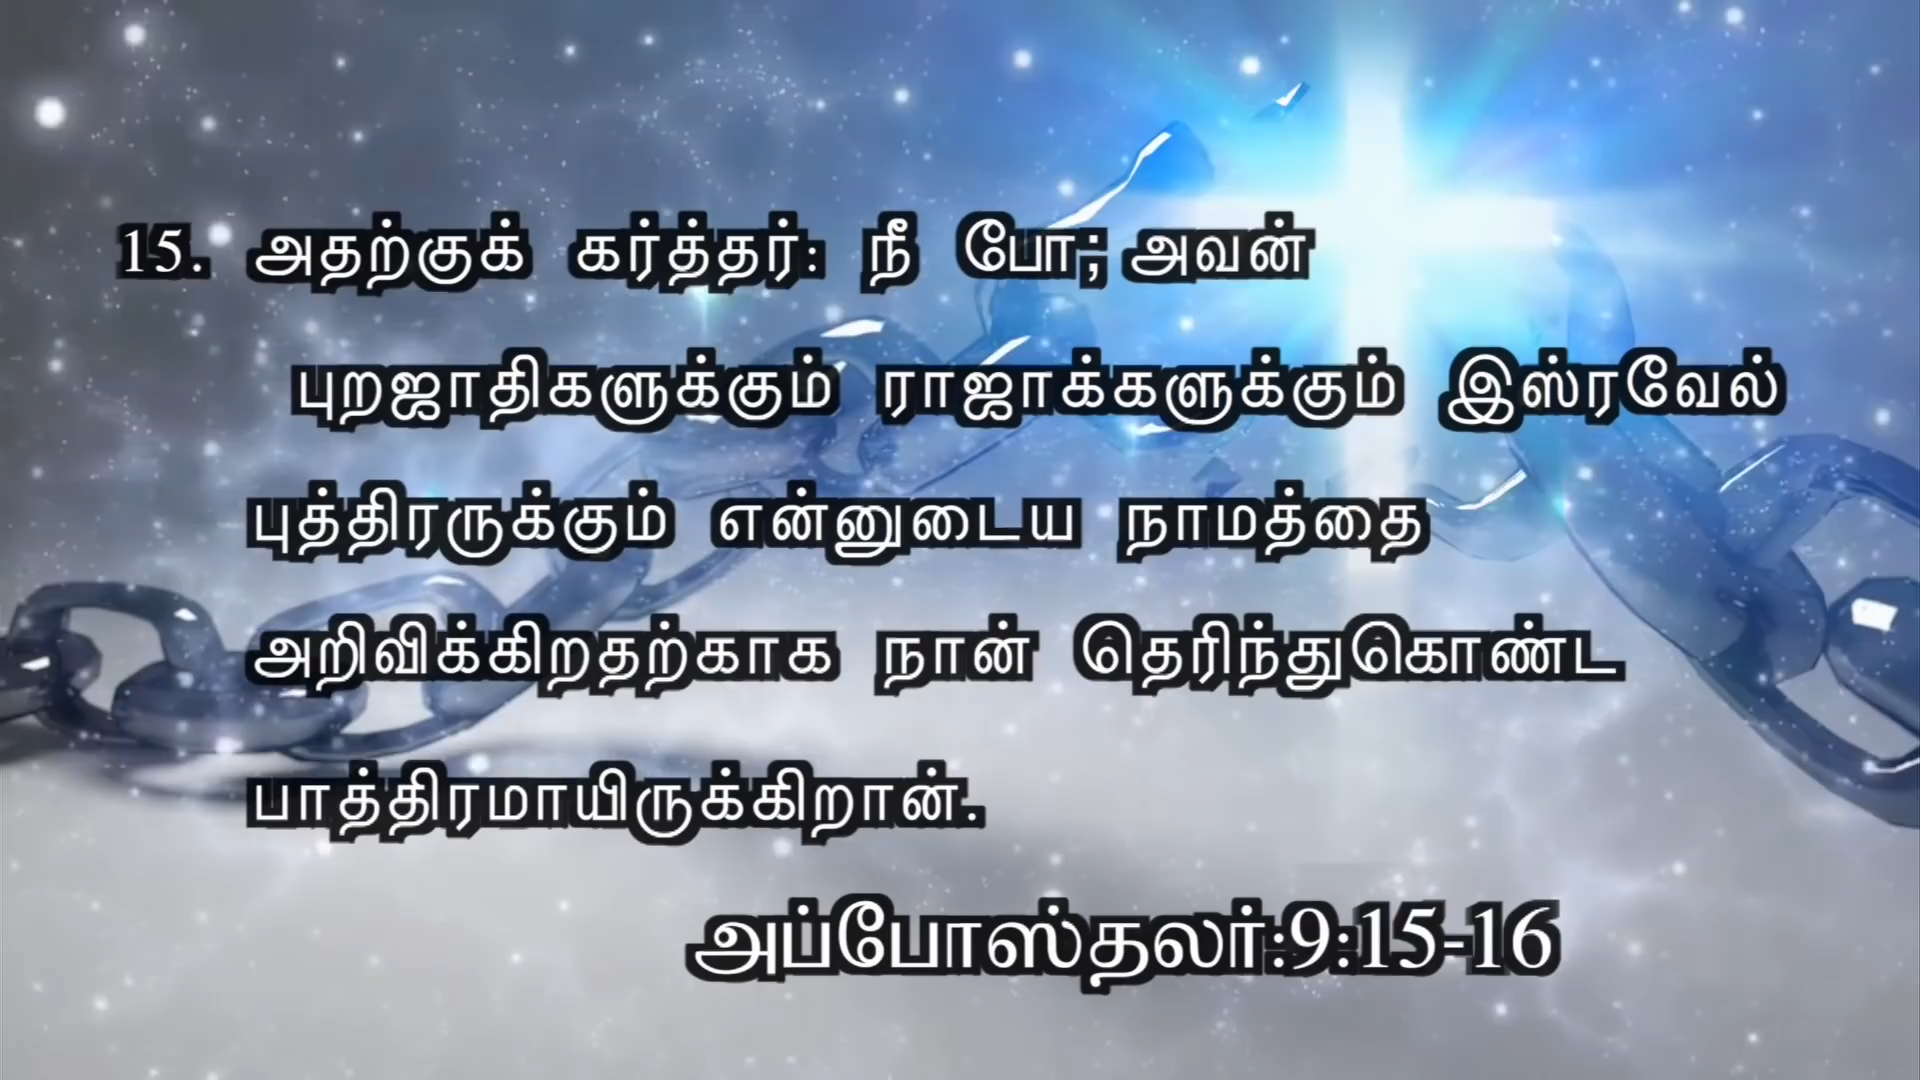 15. அதற்குக் கர்த்தர்: நீ போ; அவன்
புறஜாதிகளுக்கும் ராஜாக்களுக்கும் இஸ்ரவேல்
புத்திரருக்கும் என்னுடைய நாமத்தை
அறிவிக்கிறதற்காக நான் தெரிந்துகொண்ட
பாத்திரமாயிருக்கிறான்.
அப்போஸ்தலர்:9:15-16